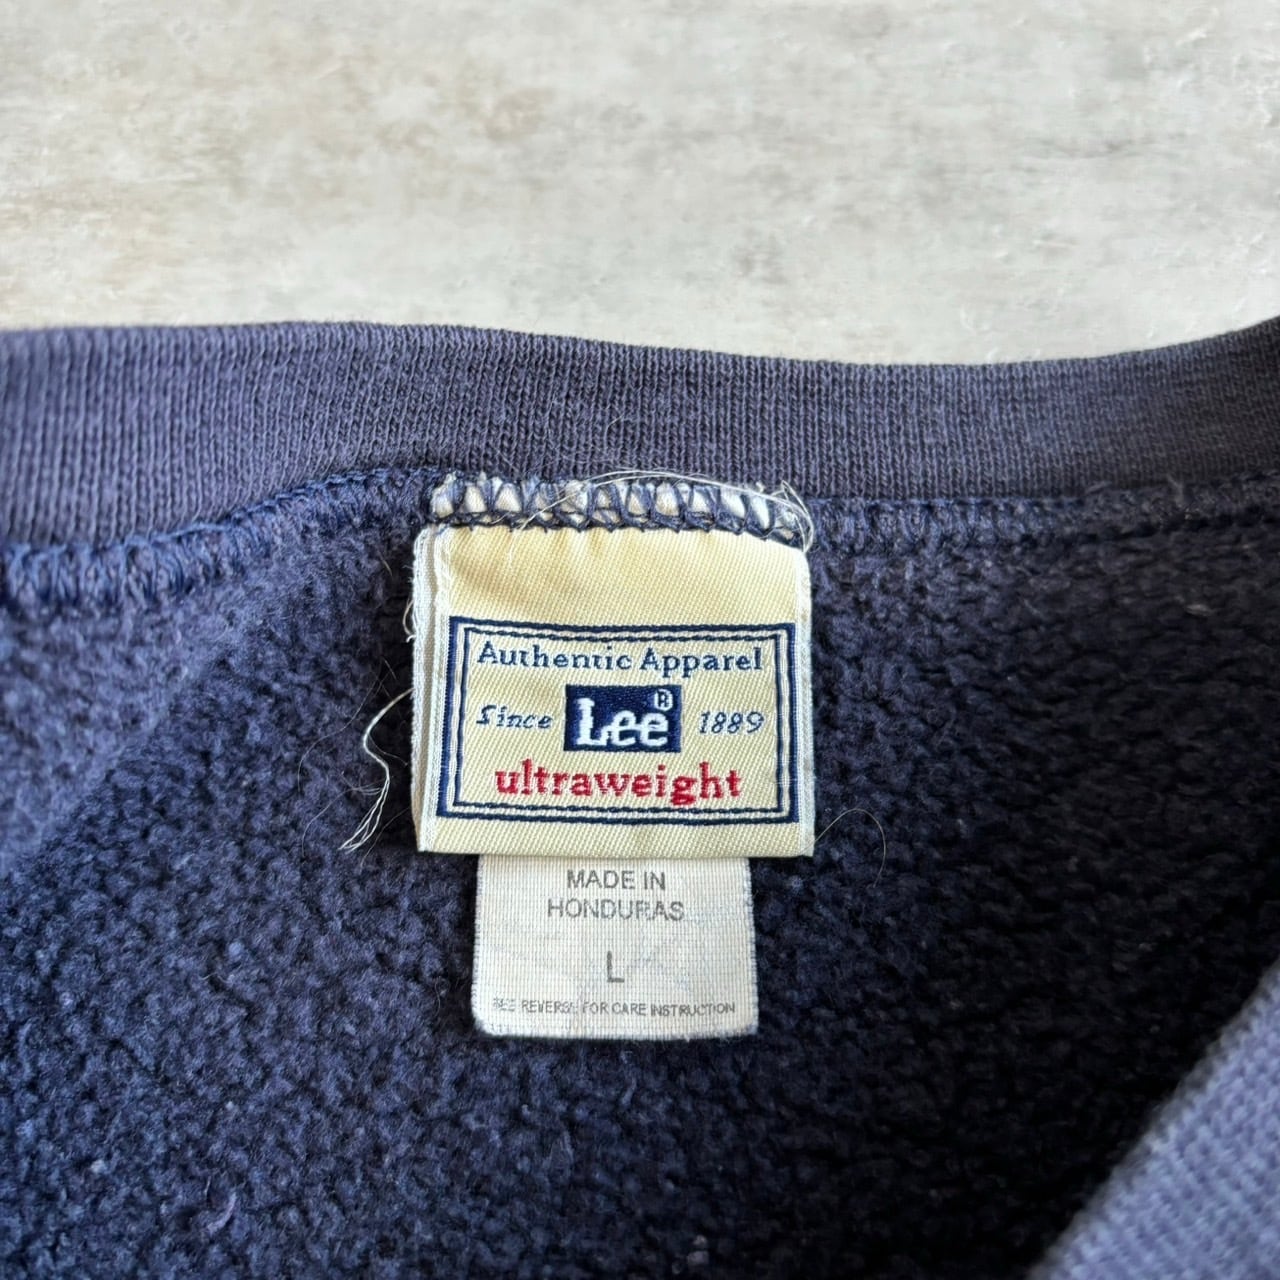 Authentic Apparel
Since Lee® 1889
ultraweight
MADE IN
HONDURAS
L
SEE REVERSE FOR CARE INSTRUCTION